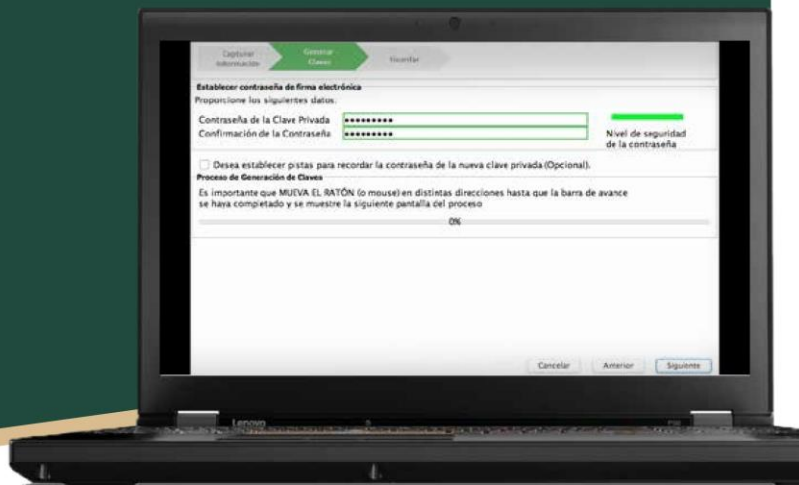 Capturar
Información
Generar
Claves
Guardar
Establecer contraseña de firma electrónica
Proporcione los siguientes datos.
Contraseña de la Clave Privada
Confirmación de la Contraseña
Nivel de seguridad
de la contraseña
Desea establecer pistas para recordar la contraseña de la nueva clave privada (Opcional).
Proceso de Generación de Claves
Es importante que MUEVA EL RATÓN (o mouse) en distintas direcciones hasta que la barra de avance
se haya completado y se muestre la siguiente pantalla del proceso
0%
Cancelar
Anterior
Siguiente
Lenovo